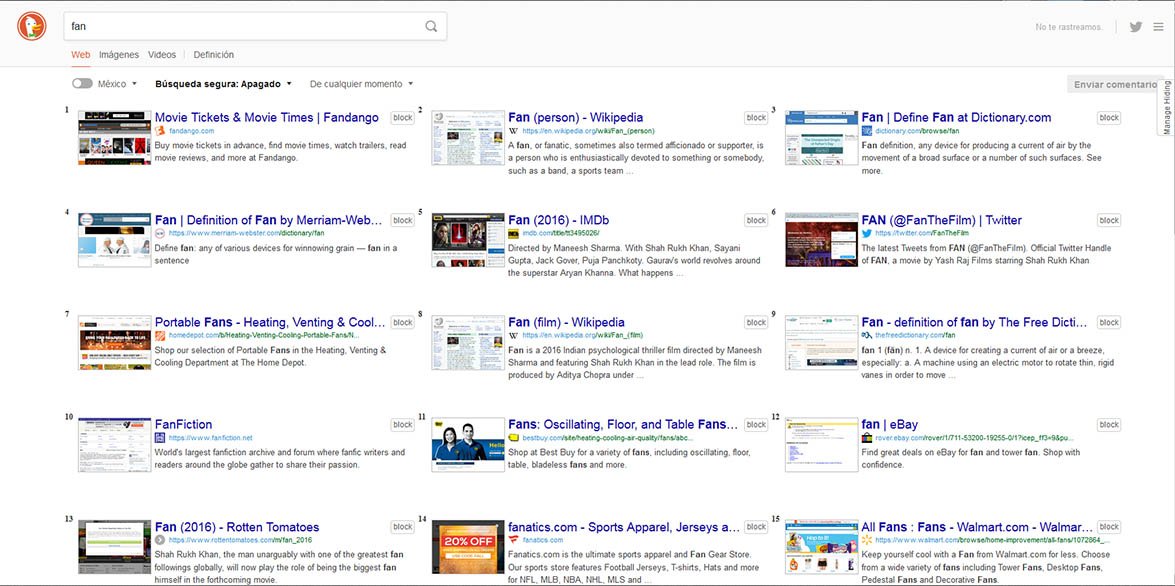 fan
No te rastreamos.
Web Imágenes Videos Definición
México Búsqueda segura: Apagado De cualquier momento
Enviar comentario
Manage Hiding
1
Movie Tickets & Movie Times | Fandango
block
fandango.com
Buy movie tickets in advance, find movie times, watch trailers, read
movie reviews, and more at Fandango.
2
Fan (person) - Wikipedia
block
https://en.wikipedia.org/wiki/Fan_(person)
A fan, or fanatic, sometimes also termed afficionado or supporter, is
a person who is enthusiastically devoted to something or somebody,
such as a band, a sports team ...
3
Fan | Define Fan at Dictionary.com
block
dictionary.com/browse/fan
Fan definition, any device for producing a current of air by the
movement of a broad surface or a number of such surfaces. See
more.
4
Fan | Definition of Fan by Merriam-Web...
block
https://www.merriam-webster.com/dictionary/fan
Define fan: any of various devices for winnowing grain — fan in a
sentence
5
Fan (2016) - IMDb
block
imdb.com/title/tt3495026/
Directed by Maneesh Sharma. With Shah Rukh Khan, Sayani
Gupta, Jack Gover, Puja Panchkoty. Gaurav's world revolves around
the superstar Aryan Khanna. What happens ...
6
FAN (@FanTheFilm) | Twitter
block
https://twitter.com/FanTheFilm
The latest Tweets from FAN (@FanTheFilm). Official Twitter Handle
of FAN, a movie by Yash Raj Films starring Shah Rukh Khan
7
Portable Fans - Heating, Venting & Cool...
block
homedepot.com/b/Heating-Venting-Cooling-Portable-Fans/N...
Shop our selection of Portable Fans in the Heating, Venting &
Cooling Department at The Home Depot.
8
Fan (film) - Wikipedia
block
https://en.wikipedia.org/wiki/Fan_(film)
Fan is a 2016 Indian psychological thriller film directed by Maneesh
Sharma and featuring Shah Rukh Khan in the lead role. The film is
produced by Aditya Chopra under ...
9
Fan - definition of fan by The Free Dicti...
block
thefreedictionary.com/fan
fan 1 (făn) n. 1. A device for creating a current of air or a breeze,
especially: a. A machine using an electric motor to rotate thin, rigid
vanes in order to move ...
10
FanFiction
block
https://www.fanfiction.net
World's largest fanfiction archive and forum where fanfic writers and
readers around the globe gather to share their passion.
11
Fans: Oscillating, Floor, and Table Fans...
block
bestbuy.com/site/heating-cooling-air-quality/fans/abc...
Shop at Best Buy for a variety of fans, including oscillating, floor,
table, bladeless fans and more.
12
fan | eBay
block
rover.ebay.com/rover/1/711-53200-19255-0/1?icep_ff3=9&pu...
Find great deals on eBay for fan and tower fan. Shop with
confidence.
13
Fan (2016) - Rotten Tomatoes
block
https://www.rottentomatoes.com/m/fan_2016
Shah Rukh Khan, the man unarguably with one of the greatest fan
followings globally, will now play the role of being the biggest fan
himself in the forthcoming movie.
14
20% OFF
fanatics.com - Sports Apparel, Jerseys a...
block
fanatics.com
Fanatics.com is the ultimate sports apparel and Fan Gear Store.
Our sports store features Football Jerseys, T-shirts, Hats and more
for NFL, MLB, NBA, NHL, MLS and ...
15
All Fans : Fans - Walmart.com - Walmar...
block
https://www.walmart.com/browse/home-improvement/all-fans/1072864_...
Keep yourself cool with a Fan from Walmart.com for less. Choose
from a wide variety of fans including Tower Fans, Desktop Fans,
Pedestal Fans and Decorative Fans.